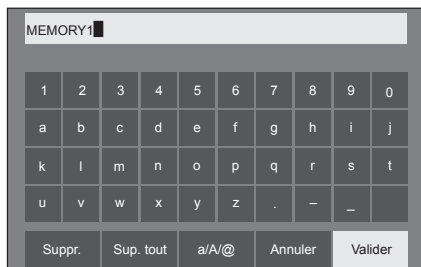 MEMORY1
1 2 3 4 5 6 7 8 9 0
a b c d e f g h i j
k l m n o p q r s t
u v w x y z . – _
Suppr. Sup. tout a/A/@ Annuler Valider